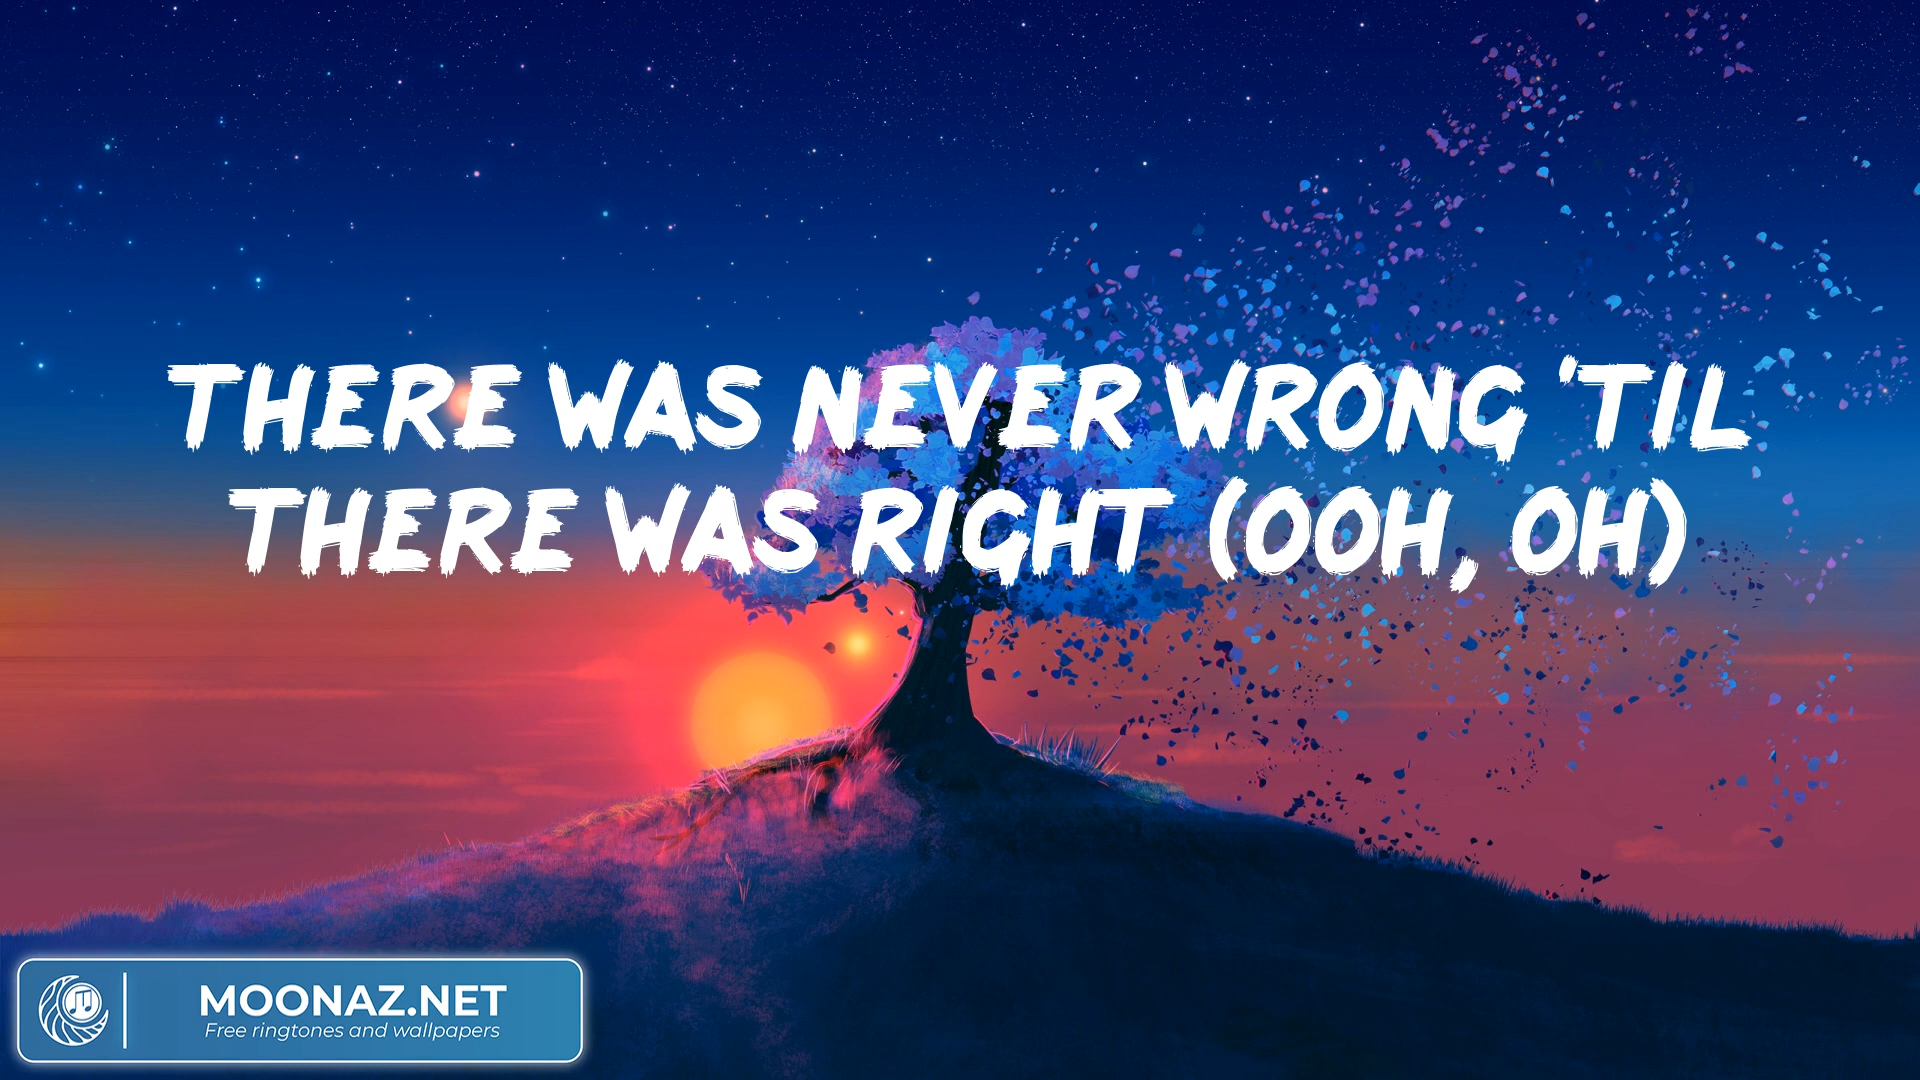 THERE WAS NEVER WRONG 'TIL
THERE WAS RIGHT (OOH, OH)
MOONAZ.NET
Free ringtones and wallpapers